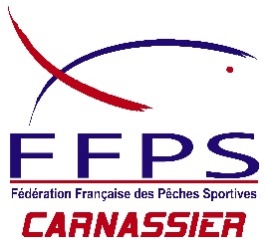 FFPS
Fédération Française des Pêches Sportives
CARNASSIER